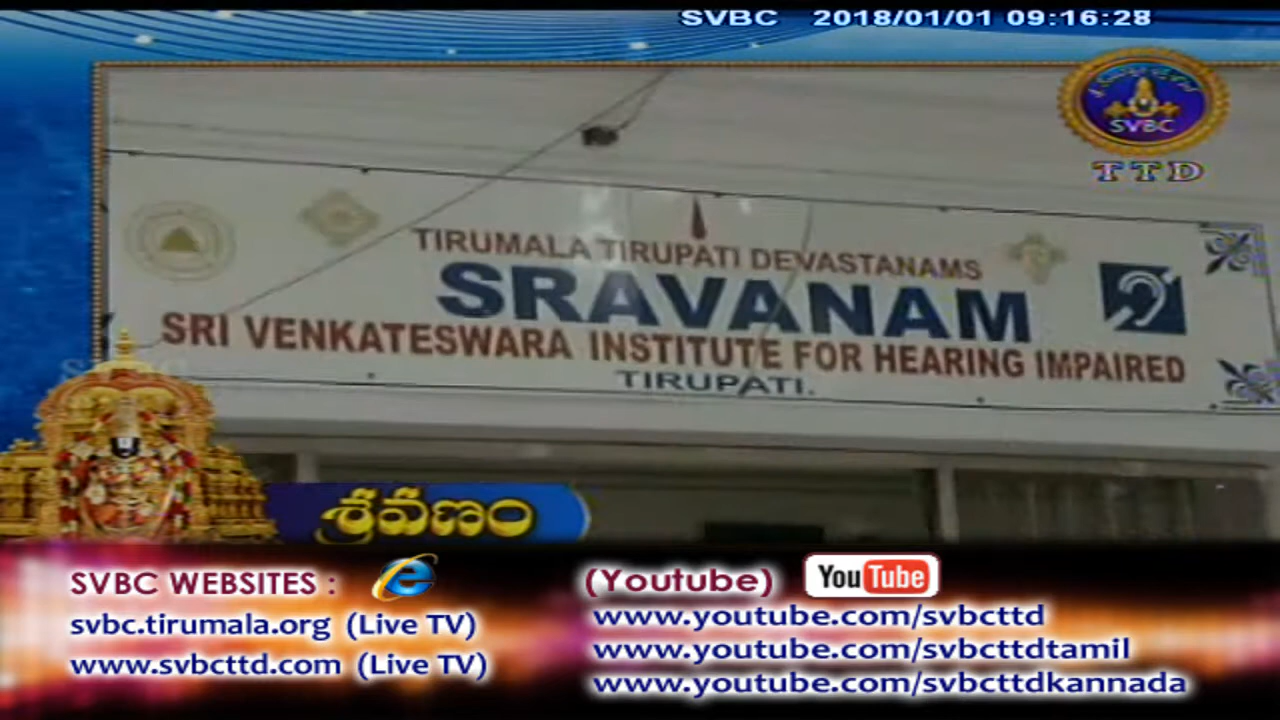 SVBC 2018/01/01 09:16:28
SVBC
TTD
TIRUMALA TIRUPATI DEVASTANAMS
SRAVANAM
SRI VENKATESWARA INSTITUTE FOR HEARING IMPAIRED
TIRUPATI.
శ్రవణం
SVBC WEBSITES :
svbc.tirumala.org (Live TV)
www.svbcttd.com (Live TV)
(Youtube) YouTube
www.youtube.com/svbcttd
www.youtube.com/svbcttdtamil
www.youtube.com/svbcttdkannada